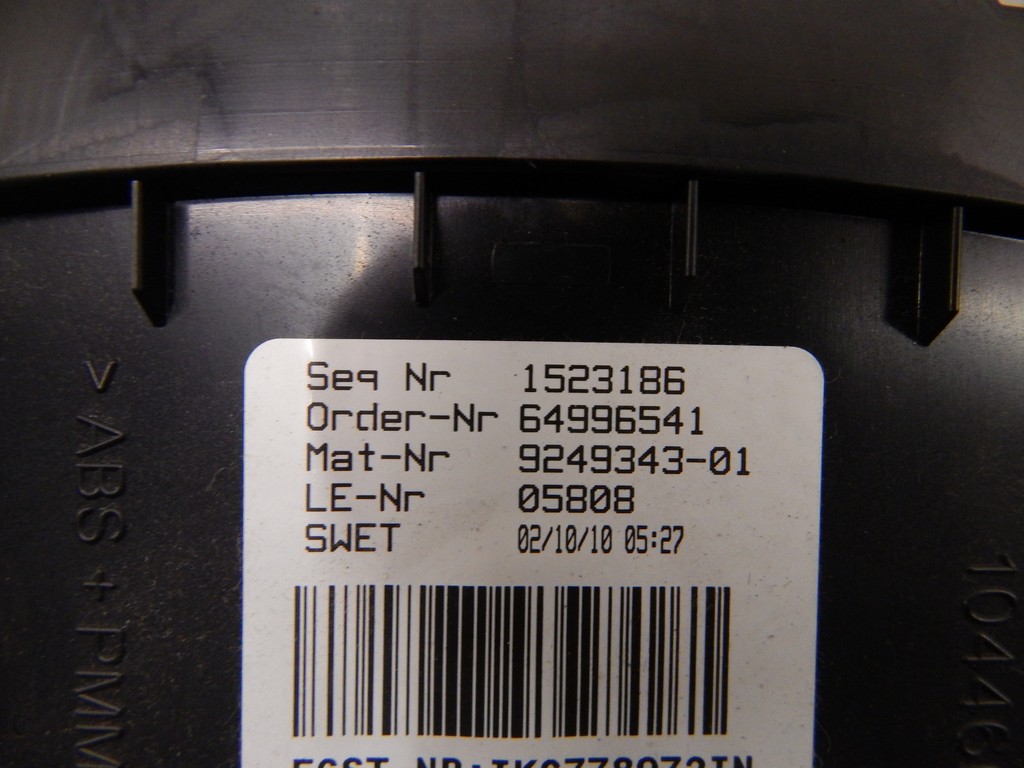 Seq Nr 1523186
Order-Nr 64996541
Mat-Nr 9249343-01
LE-Nr 05808
SWET 02/10/10 05:27
> ABS + PMM